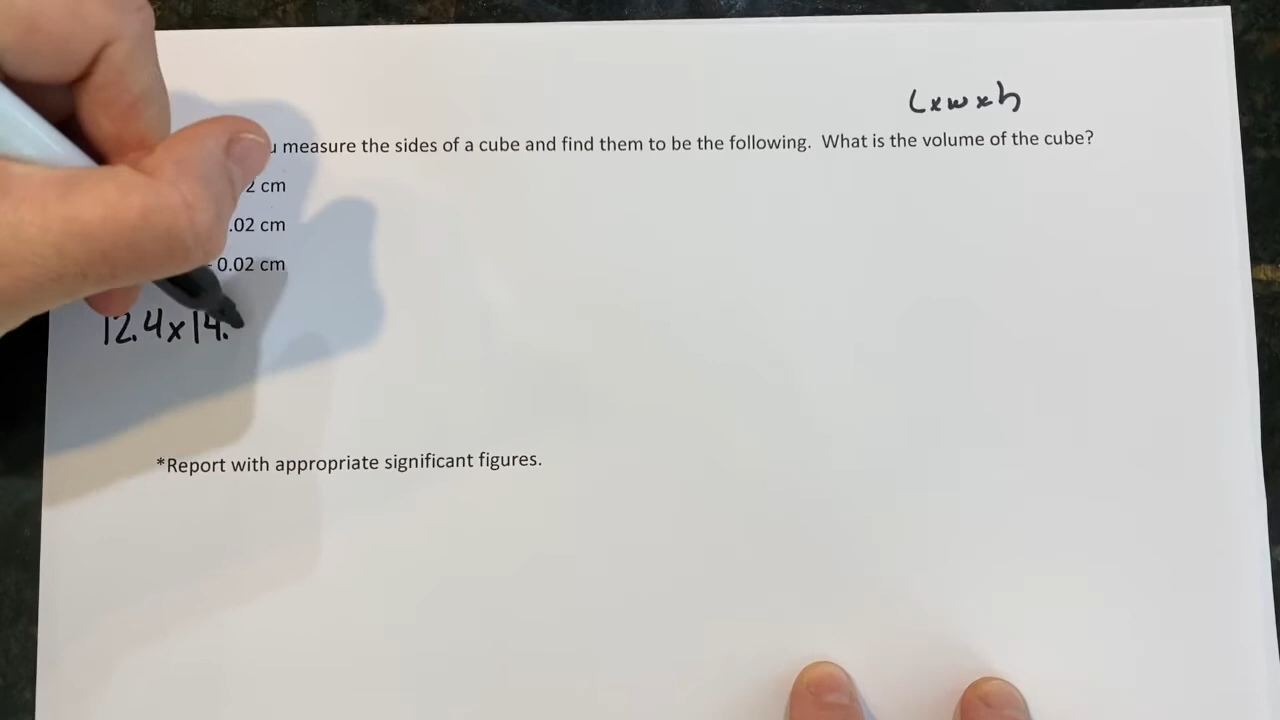 L x w x h
measure the sides of a cube and find them to be the following. What is the volume of the cube?
2 cm
.02 cm
0.02 cm
12.4 x 14.
*Report with appropriate significant figures.